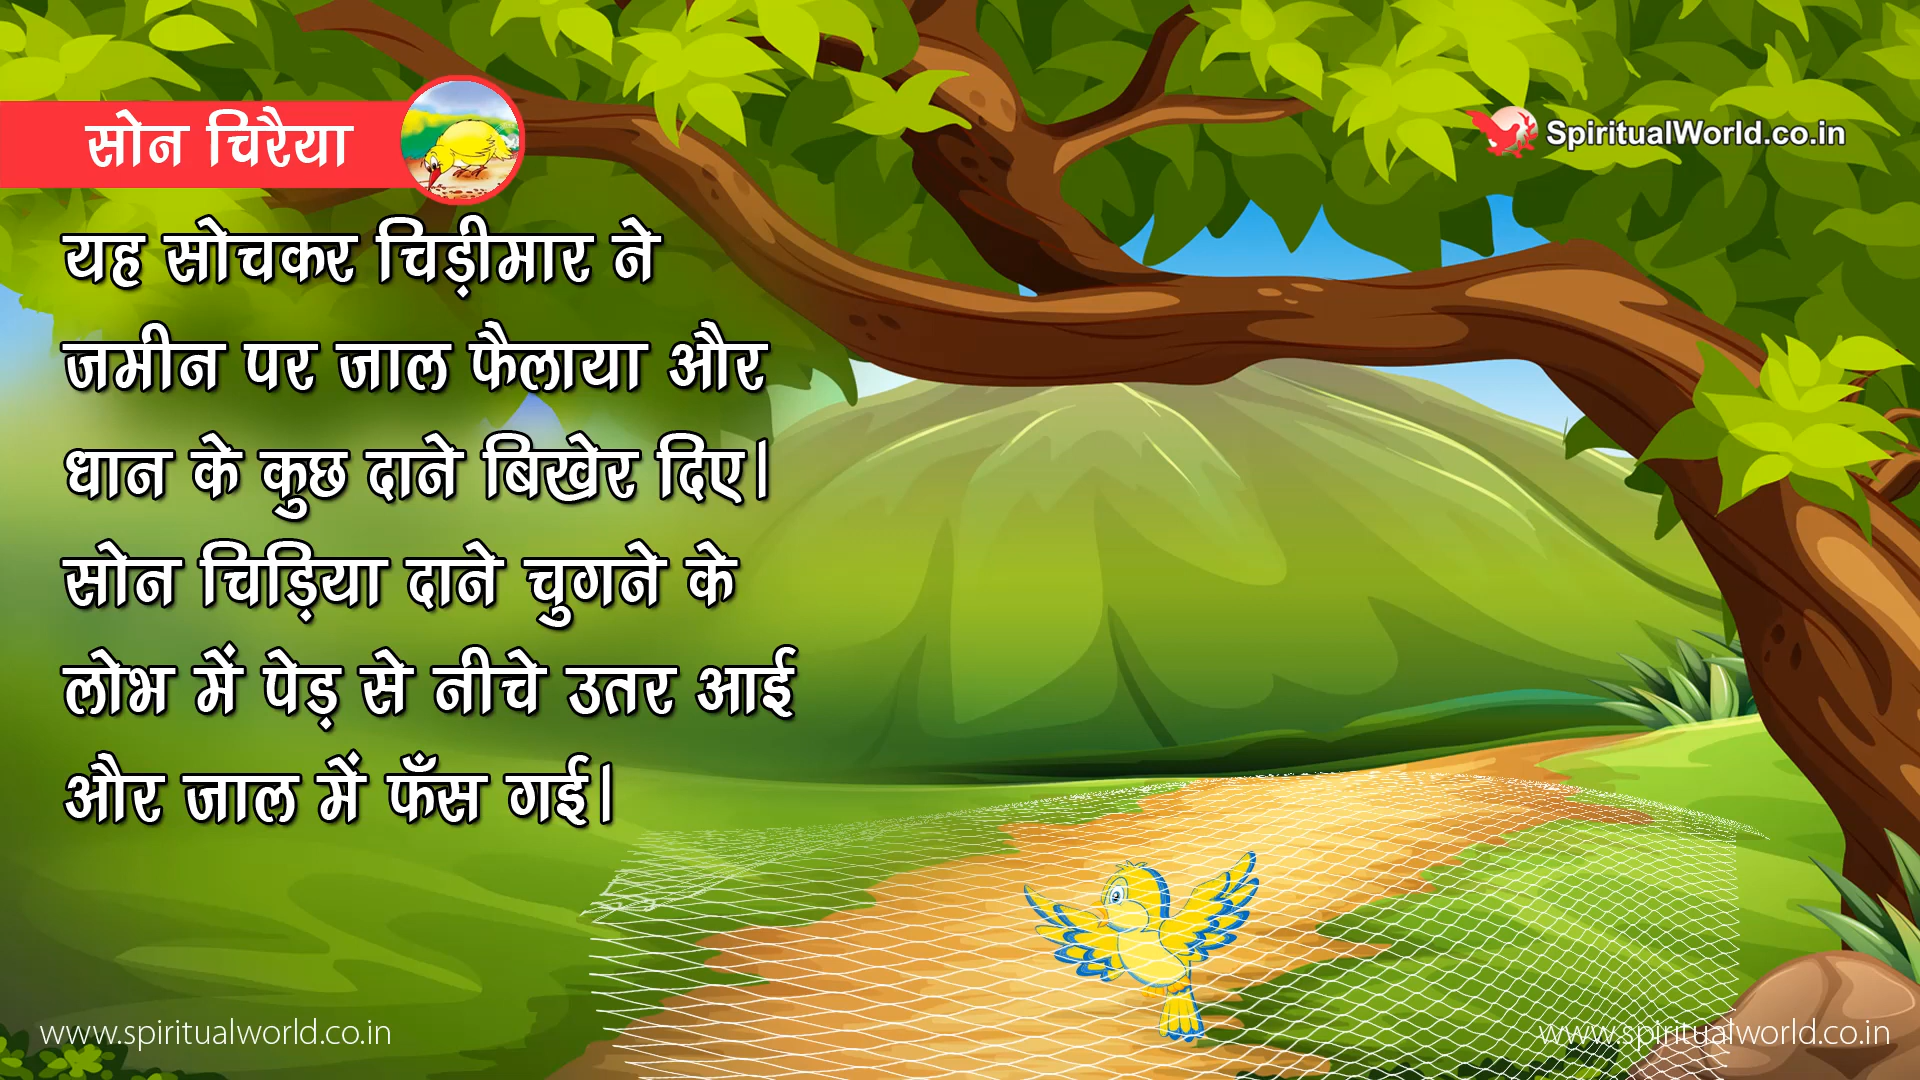 सोन चिरैया
SpiritualWorld.co.in
यह सोचकर चिड़ीमार ने
जमीन पर जाल फैलाया और
धान के कुछ दाने बिखेर दिए।
सोन चिड़िया दाने चुगने के
लोभ में पेड़ से नीचे उतर आई
और जाल में फँस गई।
www.spiritualworld.co.in
www.spiritualworld.co.in